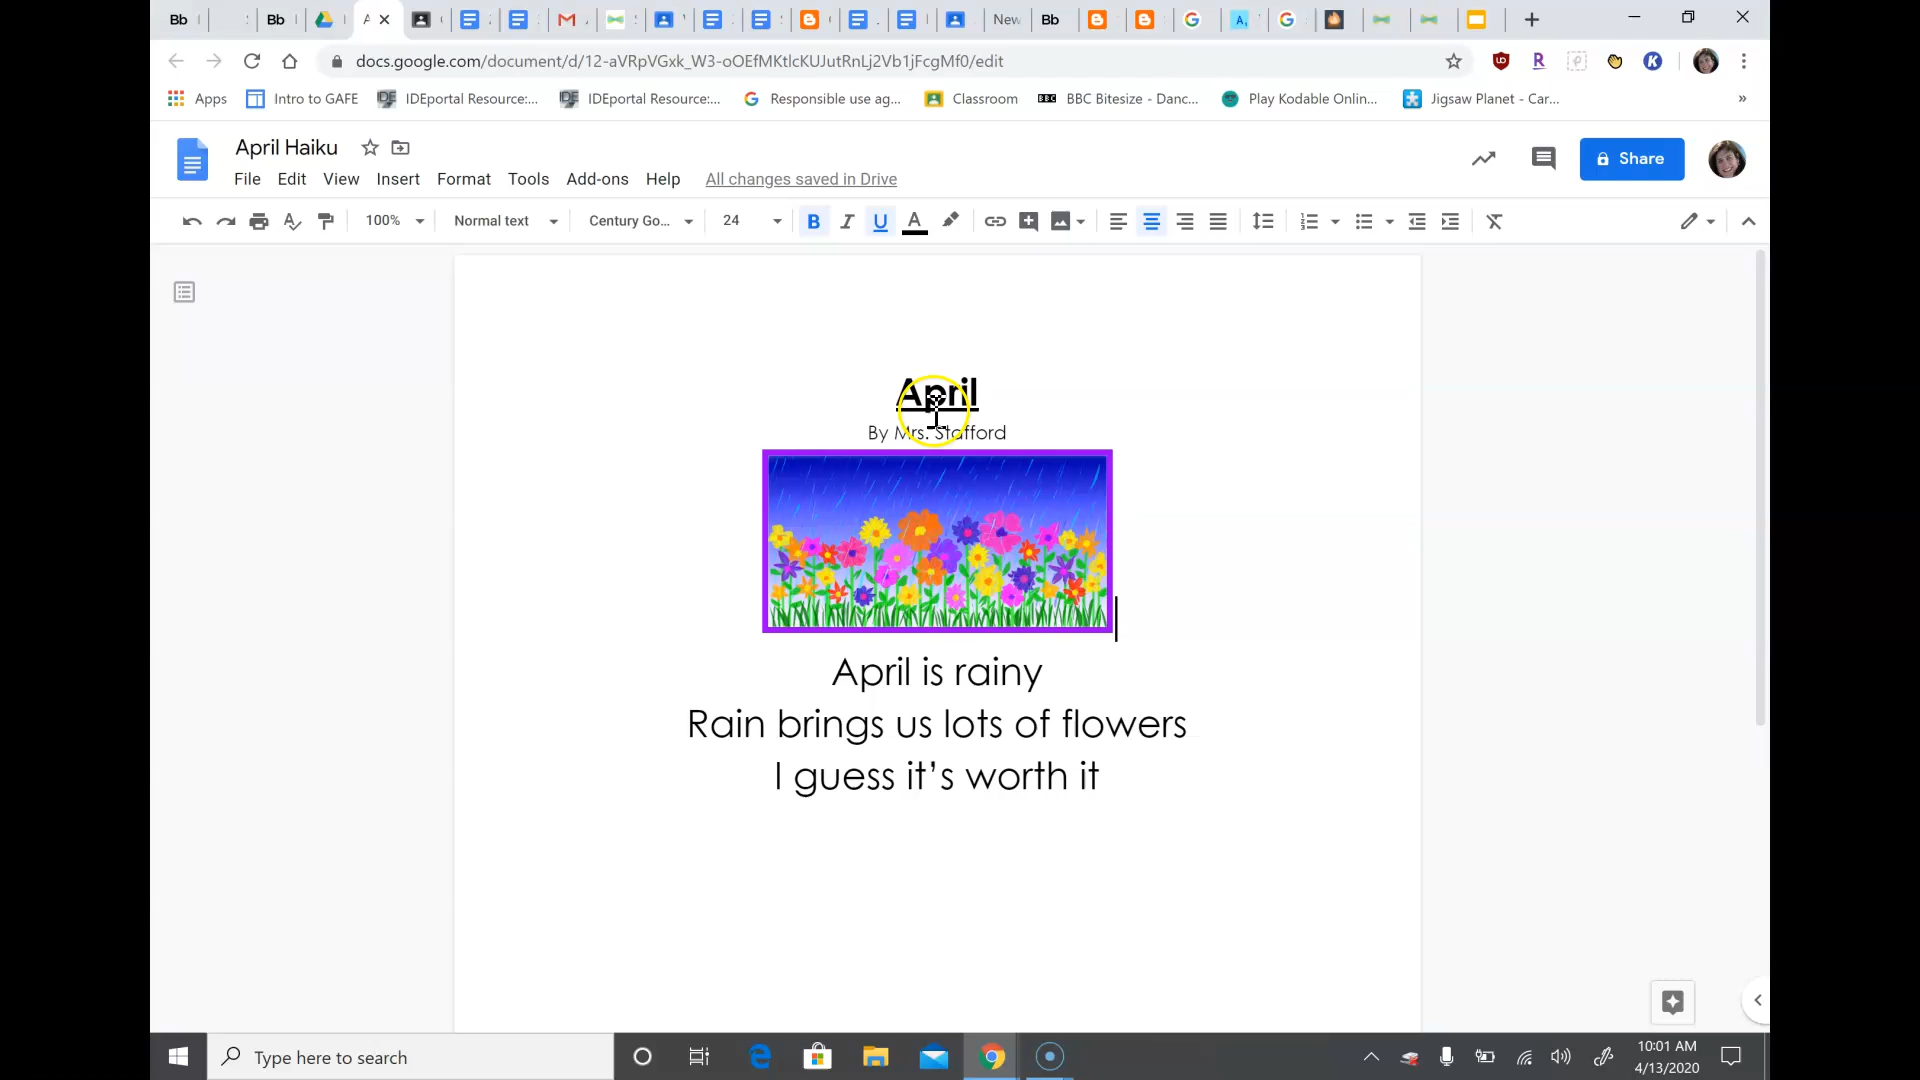 Bb
Bb
A
New
Bb
A,
docs.google.com/document/d/12-aVRpVGxk_W3-oOEfMKtlcKUJutRnLj2Vb1jFcgMf0/edit
R
K
Apps
Intro to GAFE
IDEportal Resource:...
IDEportal Resource:...
Responsible use ag...
Classroom
BBC Bitesize - Danc...
Play Kodable Onlin...
Jigsaw Planet - Car...
»
April Haiku
File Edit View Insert Format Tools Add-ons Help All changes saved in Drive
Share
100% Normal text Century Go... 24 B I U A
April
By Mrs. Stafford
April is rainy
Rain brings us lots of flowers
I guess it’s worth it
Type here to search
10:01 AM
4/13/2020